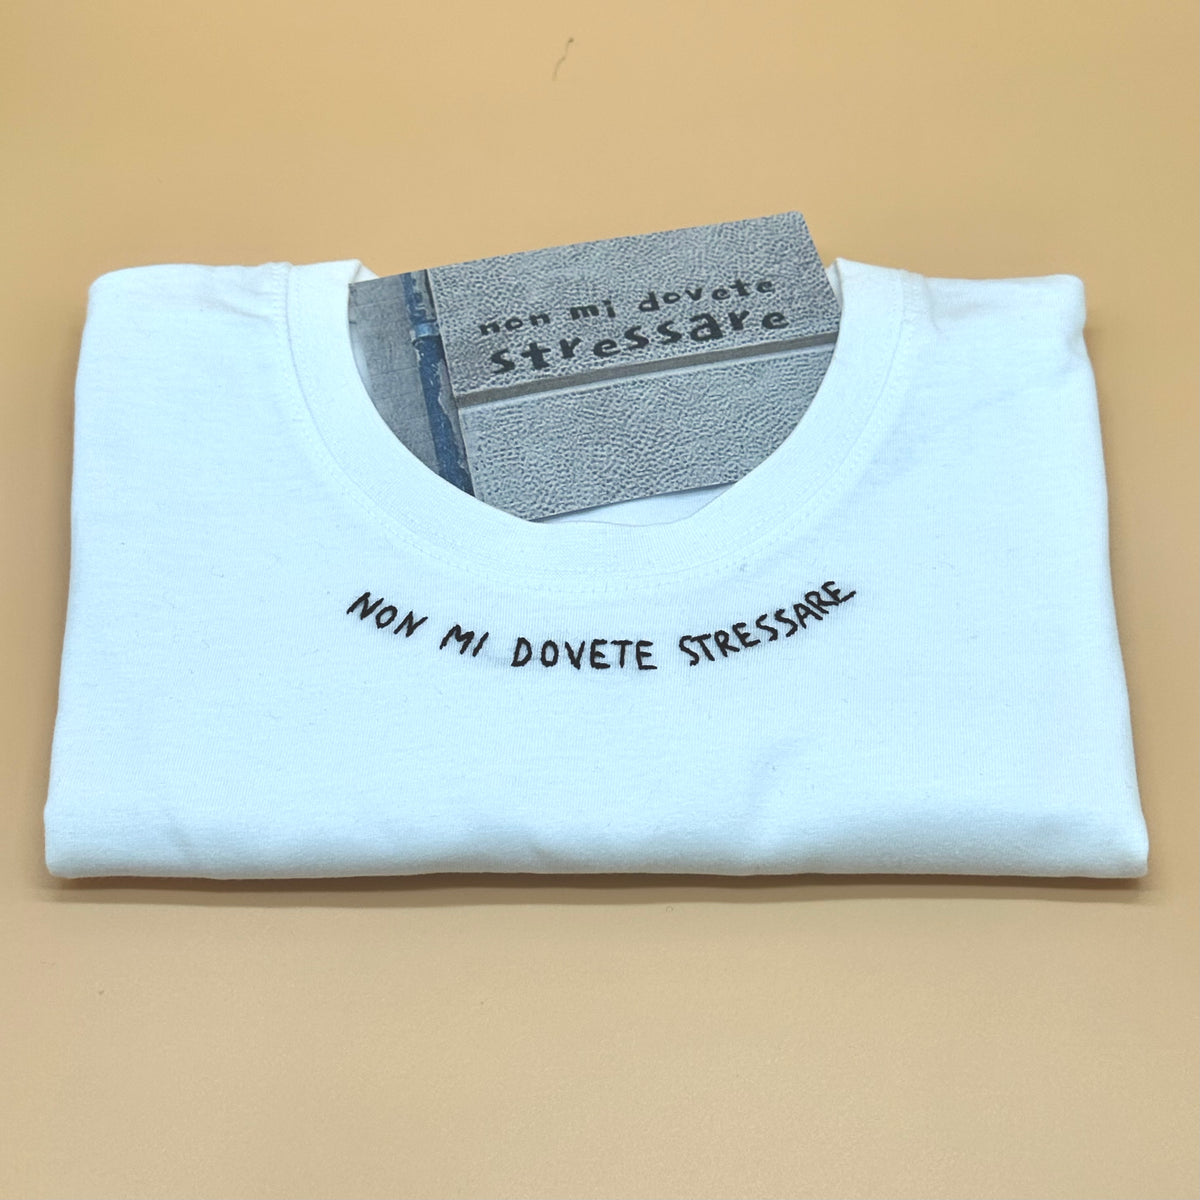 non mi dovete
stressare
NON MI DOVETE STRESSARE